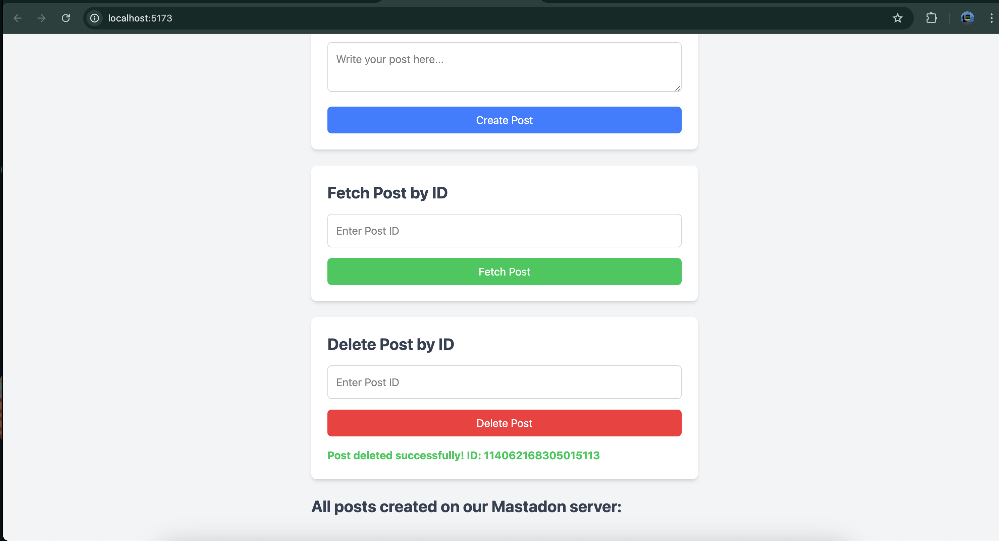 localhost:5173
Write your post here...
Create Post
Fetch Post by ID
Enter Post ID
Fetch Post
Delete Post by ID
Enter Post ID
Delete Post
Post deleted successfully! ID: 114062168305015113
All posts created on our Mastadon server: